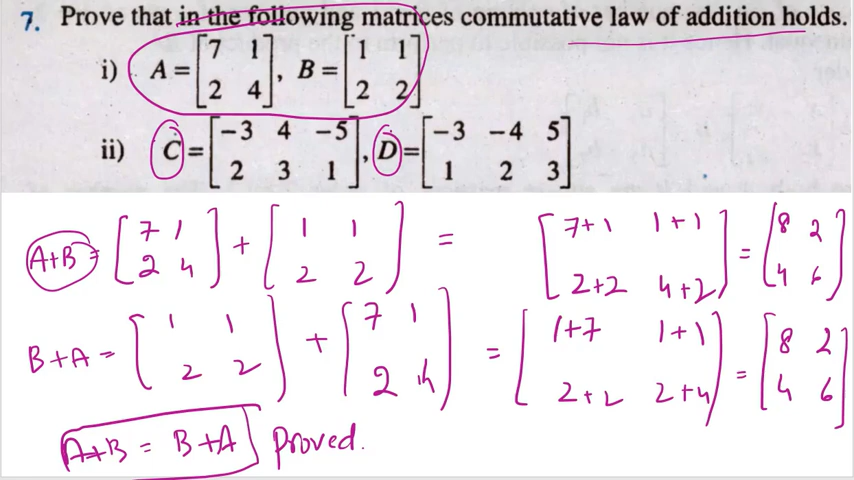 7. Prove that in the following matrices commutative law of addition holds.
i) A = [7 1; 2 4], B = [1 1; 2 2]
ii) C = [-3 4 -5; 2 3 1], D = [-3 -4 5; 1 2 3]
A+B = [7 1; 2 4] + [1 1; 2 2] = [7+1 1+1; 2+2 4+2] = [8 2; 4 6]
B+A = [1 1; 2 2] + [7 1; 2 4] = [1+7 1+1; 2+2 2+4] = [8 2; 4 6]
A+B = B+A proved.